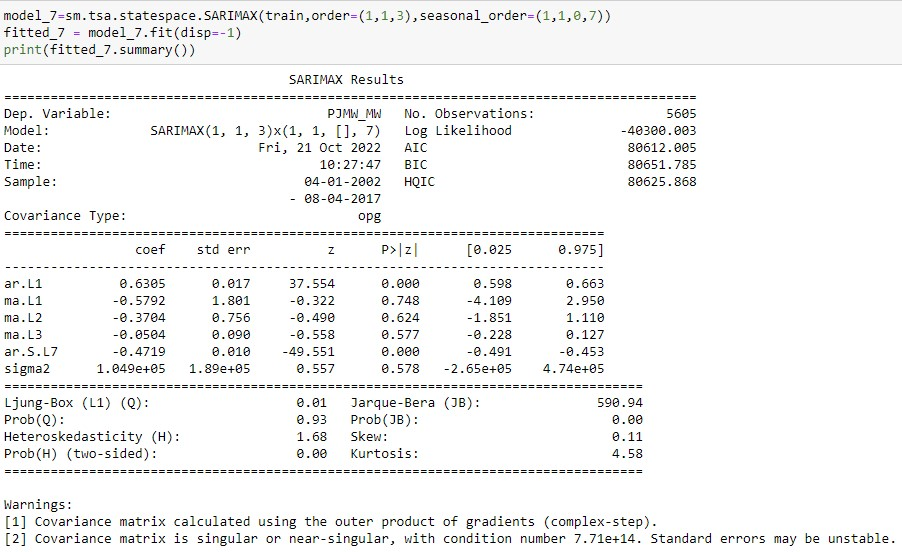 model_7=sm.tsa.statespace.SARIMAX(train,order=(1,1,3),seasonal_order=(1,1,0,7))
fitted_7 = model_7.fit(disp=-1)
print(fitted_7.summary())
SARIMAX Results
==========================================================================================
Dep. Variable: PJMW_MW No. Observations: 5605
Model: SARIMAX(1, 1, 3)x(1, 1, [], 7) Log Likelihood -40300.003
Date: Fri, 21 Oct 2022 AIC 80612.005
Time: 10:27:47 BIC 80651.785
Sample: 04-01-2002 HQIC 80625.868
- 08-04-2017
Covariance Type: opg
==============================================================================
coef std err z P>|z| [0.025 0.975]
------------------------------------------------------------------------------
ar.L1 0.6305 0.017 37.554 0.000 0.598 0.663
ma.L1 -0.5792 1.801 -0.322 0.748 -4.109 2.950
ma.L2 -0.3704 0.756 -0.490 0.624 -1.851 1.110
ma.L3 -0.0504 0.090 -0.558 0.577 -0.228 0.127
ar.S.L7 -0.4719 0.010 -49.551 0.000 -0.491 -0.453
sigma2 1.049e+05 1.89e+05 0.557 0.578 -2.65e+05 4.74e+05
===================================================================================
Ljung-Box (L1) (Q): 0.01 Jarque-Bera (JB): 590.94
Prob(Q): 0.93 Prob(JB): 0.00
Heteroskedasticity (H): 1.68 Skew: 0.11
Prob(H) (two-sided): 0.00 Kurtosis: 4.58
===================================================================================
Warnings:
[1] Covariance matrix calculated using the outer product of gradients (complex-step).
[2] Covariance matrix is singular or near-singular, with condition number 7.71e+14. Standard errors may be unstable.